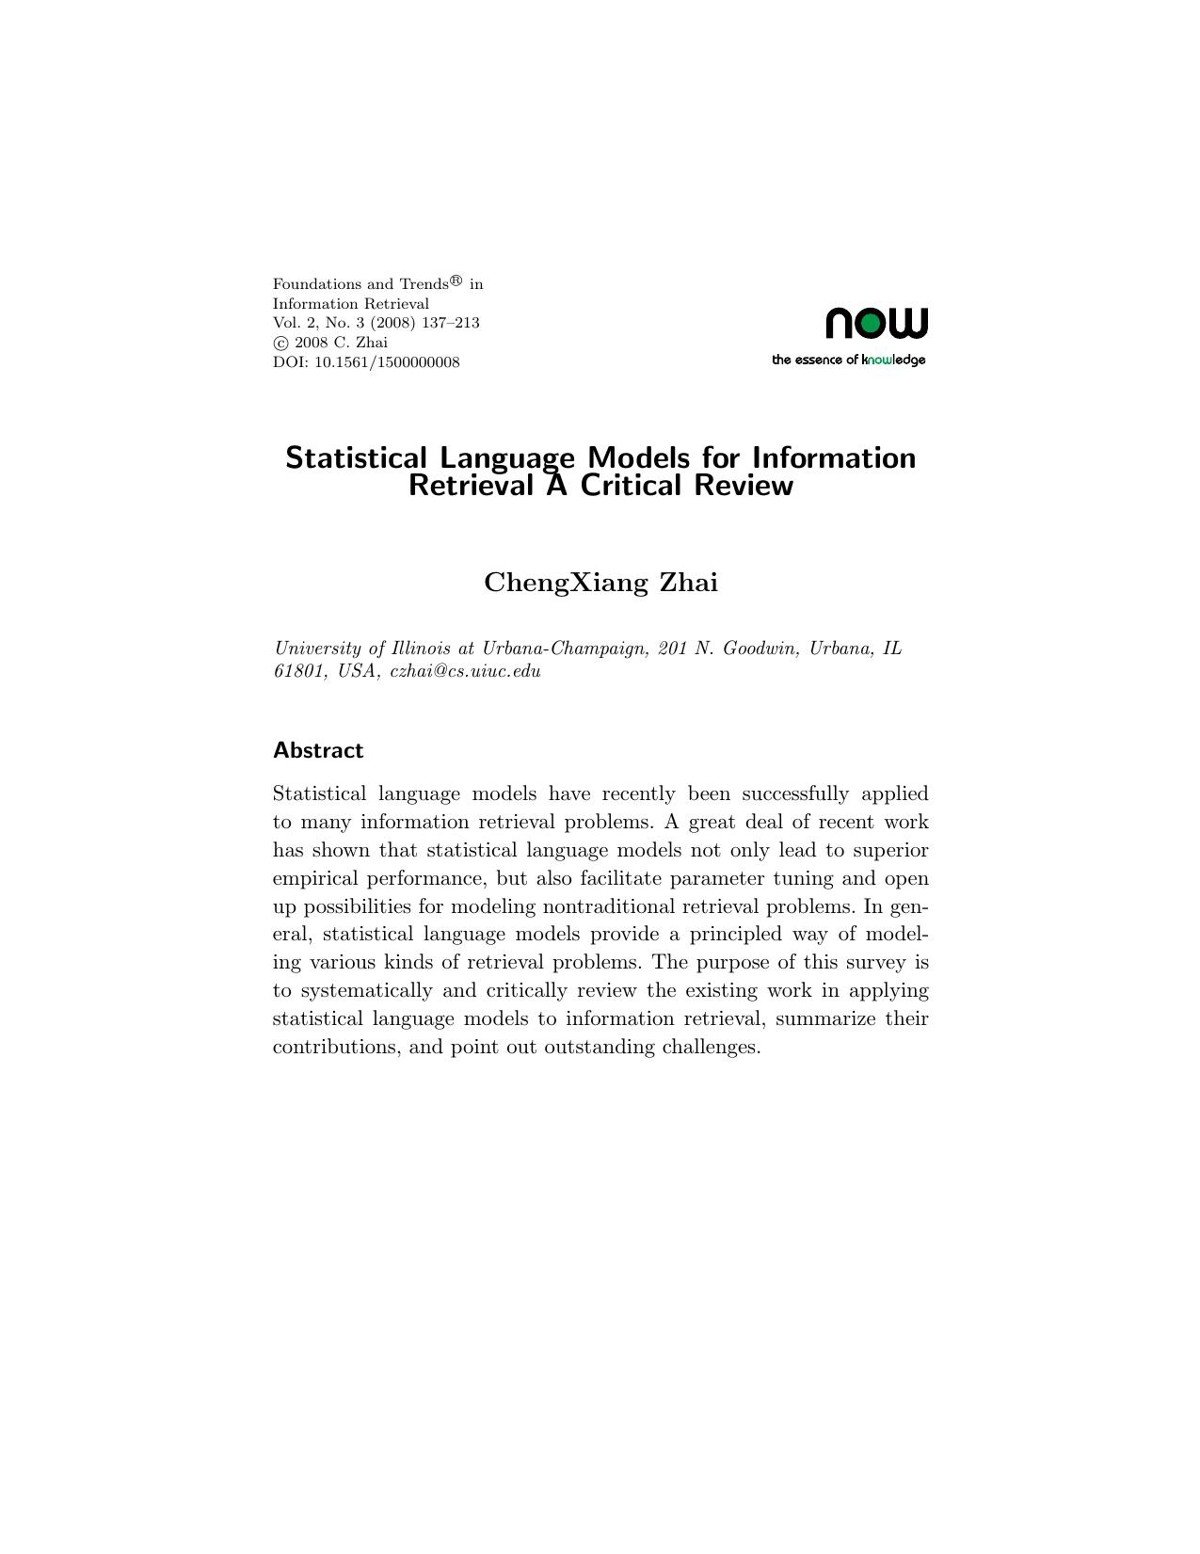 Foundations and Trends® in
Information Retrieval
Vol. 2, No. 3 (2008) 137–213
© 2008 C. Zhai
DOI: 10.1561/1500000008
now
the essence of knowledge
Statistical Language Models for Information
Retrieval A Critical Review
ChengXiang Zhai
University of Illinois at Urbana-Champaign, 201 N. Goodwin, Urbana, IL
61801, USA, czhai@cs.uiuc.edu
Abstract
Statistical language models have recently been successfully applied
to many information retrieval problems. A great deal of recent work
has shown that statistical language models not only lead to superior
empirical performance, but also facilitate parameter tuning and open
up possibilities for modeling nontraditional retrieval problems. In gen-
eral, statistical language models provide a principled way of model-
ing various kinds of retrieval problems. The purpose of this survey is
to systematically and critically review the existing work in applying
statistical language models to information retrieval, summarize their
contributions, and point out outstanding challenges.